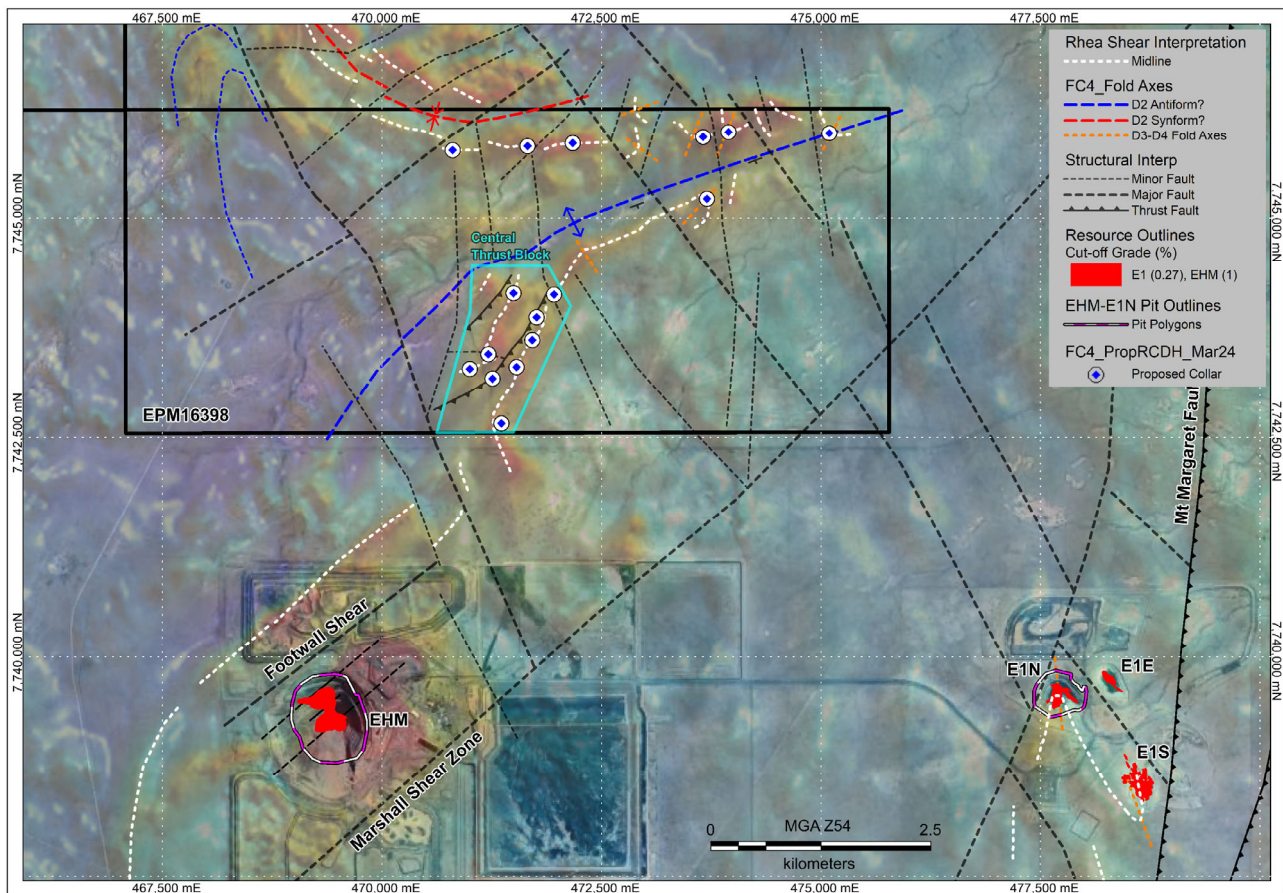 467,500 mE
470,000 mE
472,500 mE
475,000 mE
477,500 mE
Rhea Shear Interpretation
Midline
FC4_Fold Axes
D2 Antiform?
D2 Synform?
D3-D4 Fold Axes
Structural Interp
Minor Fault
Major Fault
Thrust Fault
Resource Outlines
Cut-off Grade (%)
E1 (0.27), EHM (1)
EHM-E1N Pit Outlines
Pit Polygons
FC4_PropRCDH_Mar24
Proposed Collar
7,745,000 mN
7,745,000 mN
Central
Thrust Block
EPM16398
7,742,500 mN
7,742,500 mN
Mt Margaret Faul
Footwall Shear
7,740,000 mN
7,740,000 mN
E1N
E1E
EHM
E1S
Marshall Shear Zone
0
MGA Z54
2.5
kilometers
467,500 mE
470,000 mE
472,500 mE
475,000 mE
477,500 mE